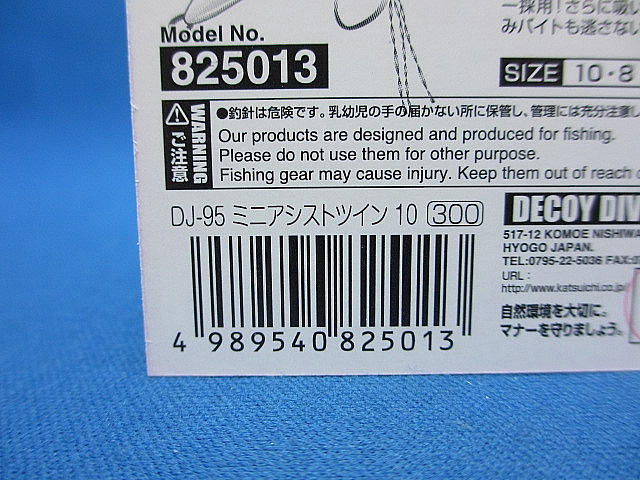 一採用!さらに吸い
みバイトも逃さない
Model No.
825013
SIZE 10・8
WARNING
ご注意
●釣針は危険です。乳幼児の手の届かない所に保管し、管理には充分注意し
Our products are designed and produced for fishing.
Please do not use them for other purpose.
Fishing gear may cause injury. Keep them out of reach
DJ-95 ミニアシストツイン 10 300
DECOY DIV
517-12 KOMOE NISHIWA
HYOGO JAPAN.
TEL:0795-22-5036 FAX:0
URL:
http://www.katsuichi.co.jp/
自然環境を大切に。
マナーを守りましょう。
4 989540 825013